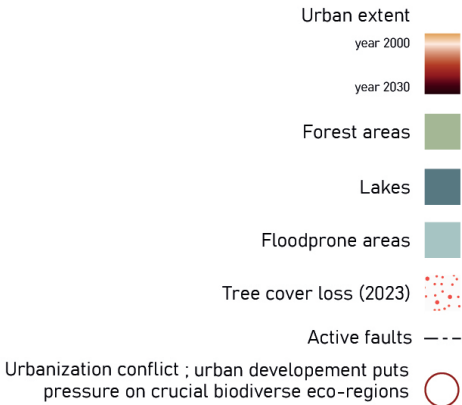 Urban extent
year 2000
year 2030
Forest areas
Lakes
Floodprone areas
Tree cover loss (2023)
Active faults
Urbanization conflict ; urban developement puts
pressure on crucial biodiverse eco-regions